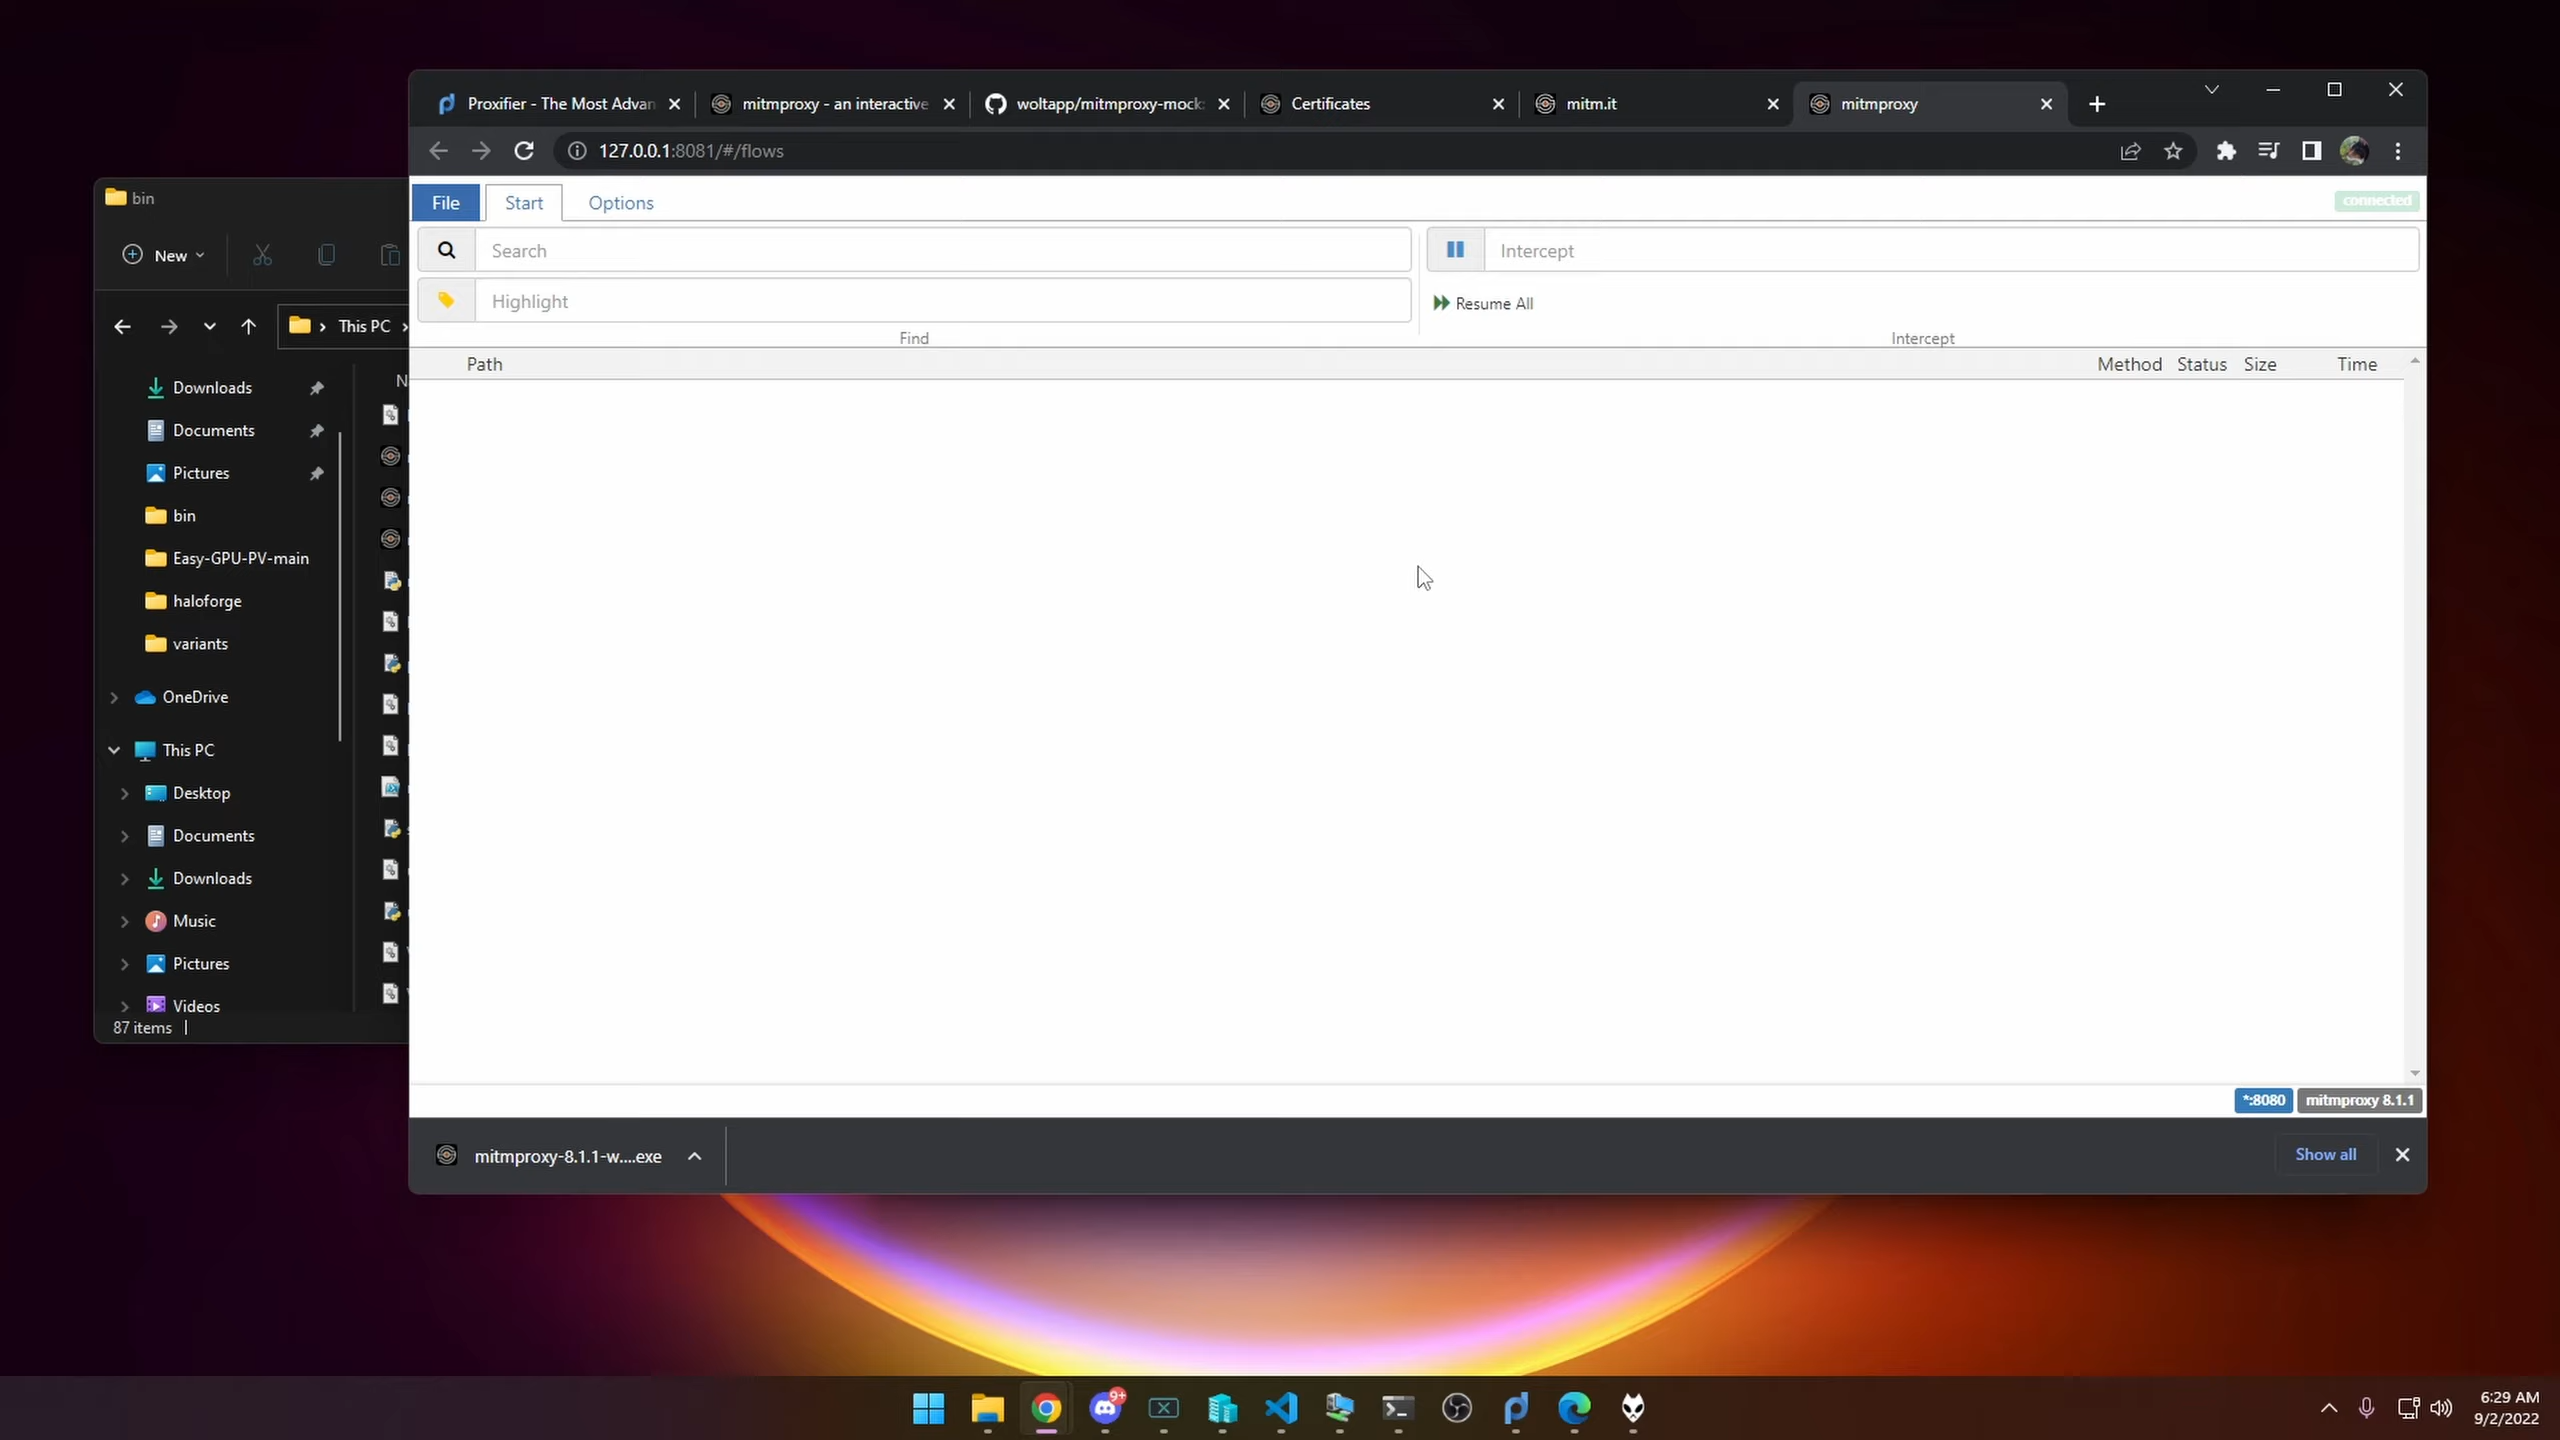 Proxifier - The Most Advan
mitmproxy - an interactive
woltapp/mitmproxy-mock:
Certificates
mitm.it
mitmproxy
127.0.0.1:8081/#/flows
File
Start
Options
connected
Search
Intercept
Highlight
Resume All
Find
Intercept
Path
Method
Status
Size
Time
*:8080
mitmproxy 8.1.1
mitmproxy-8.1.1-w....exe
Show all
bin
New
This PC
Downloads
Documents
Pictures
bin
Easy-GPU-PV-main
haloforge
variants
OneDrive
This PC
Desktop
Documents
Downloads
Music
Pictures
Videos
87 items
N
9+
6:29 AM
9/2/2022